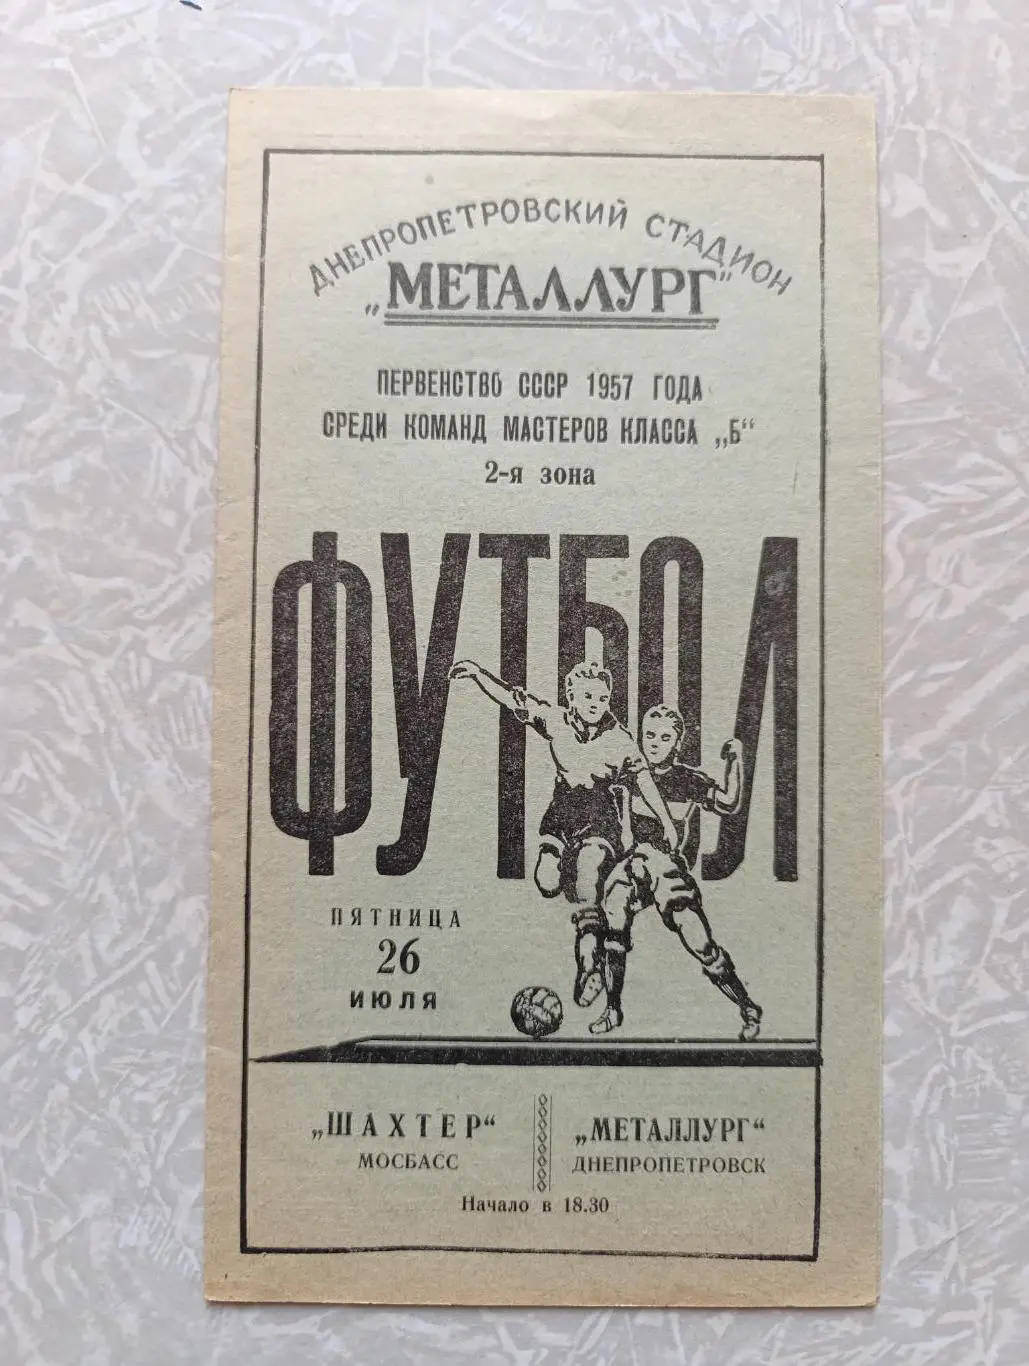 ДНЕПРОПЕТРОВСКИЙ СТАДИОН
„МЕТАЛЛУРГ"
ПЕРВЕНСТВО СССР 1957 ГОДА
СРЕДИ КОМАНД МАСТЕРОВ КЛАССА „Б“
2-я зона
ФУТБОЛ
ПЯТНИЦА
26
ИЮЛЯ
„ШАХТЕР“
МОСБАСС
„МЕТАЛЛУРГ“
ДНЕПРОПЕТРОВСК
Начало в 18.30